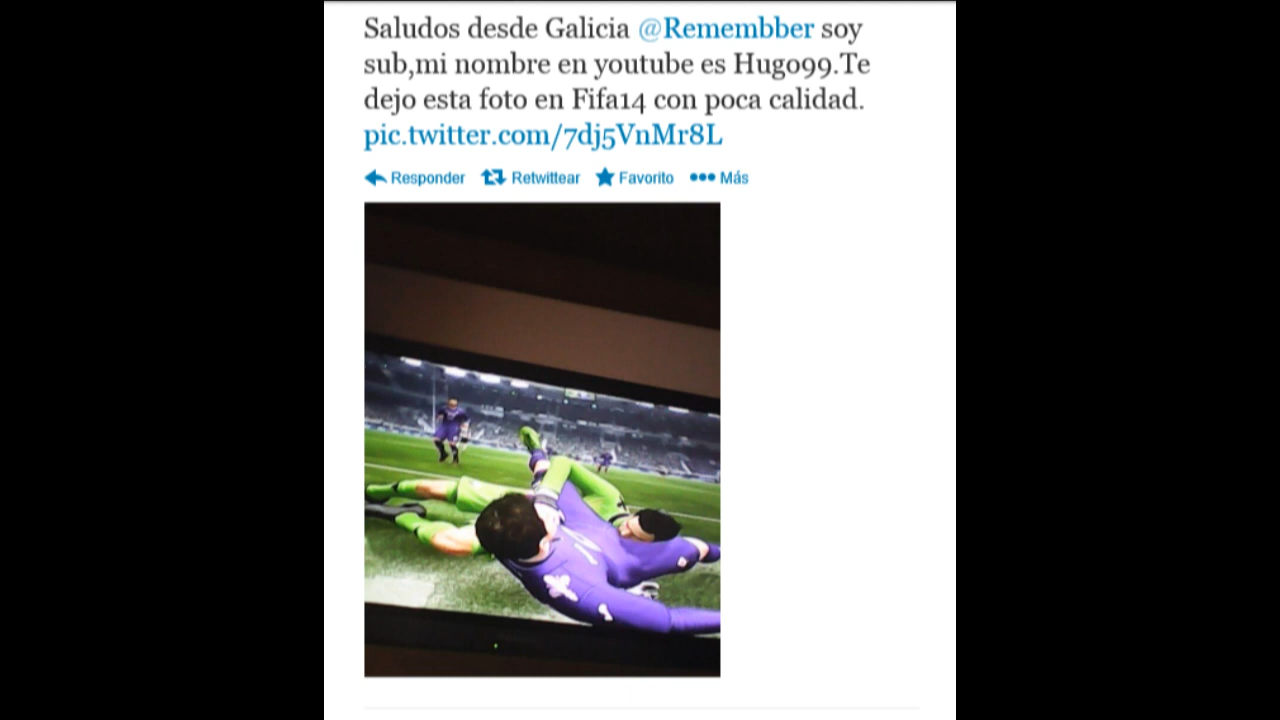 Saludos desde Galicia @Remembber soy
sub,mi nombre en youtube es Hugo99.Te
dejo esta foto en Fifa14 con poca calidad.
pic.twitter.com/7dj5VnMr8L
Responder Retwittear Favorito Más